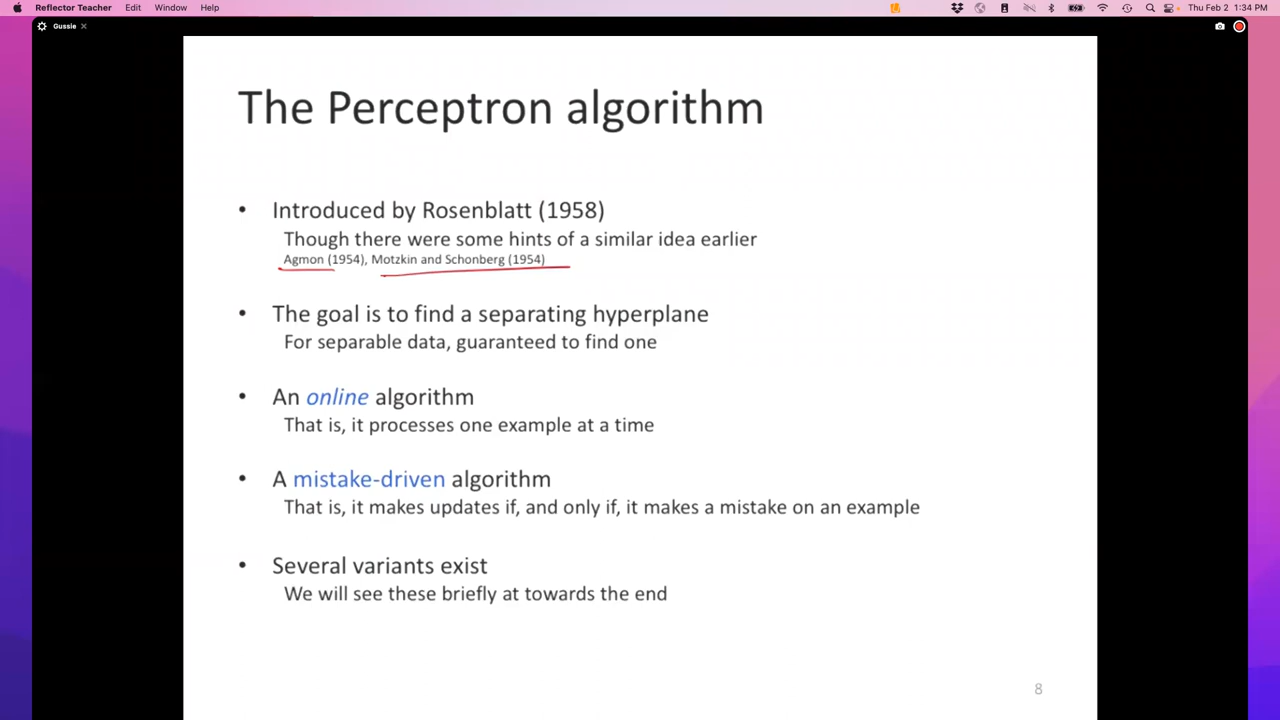 Reflector Teacher Edit Window Help Thu Feb 2 1:34 PM
Gussie
The Perceptron algorithm
• Introduced by Rosenblatt (1958)
Though there were some hints of a similar idea earlier
Agmon (1954), Motzkin and Schonberg (1954)
• The goal is to find a separating hyperplane
For separable data, guaranteed to find one
• An online algorithm
That is, it processes one example at a time
• A mistake-driven algorithm
That is, it makes updates if, and only if, it makes a mistake on an example
• Several variants exist
We will see these briefly at towards the end
8